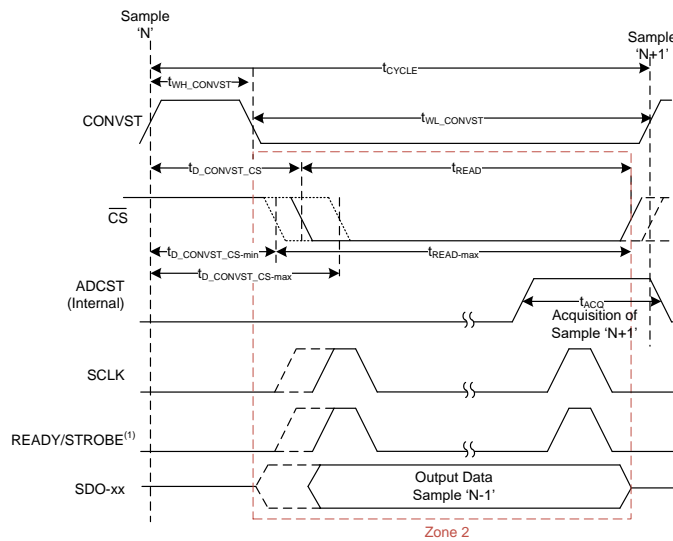 Sample
'N'
Sample
'N+1'
tCYCLE
tWH_CONVST
CONVST
tWL_CONVST
tD_CONVST_CS
tREAD
CS
tD_CONVST_CS-min
tREAD-max
tD_CONVST_CS-max
ADCST
(Internal)
tACQ
Acquisition of
Sample 'N+1'
SCLK
READY/STROBE(1)
SDO-xx
Output Data
Sample 'N-1'
Zone 2